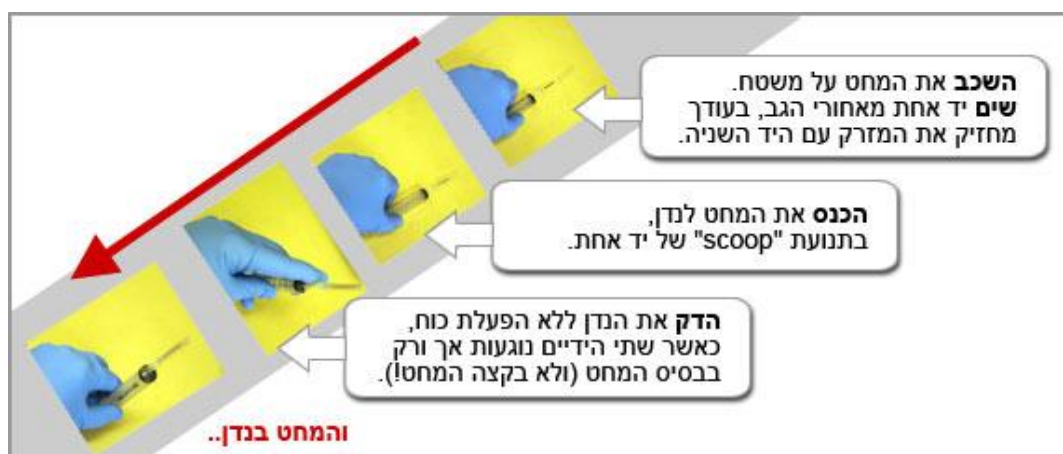 השכב את המחט על משטח.
שים יד אחת מאחורי הגב, בעודך
מחזיק את המזרק עם היד השניה.
הכנס את המחט לנדן,
בתנועת "scoop" של יד אחת.
הדק את הנדן ללא הפעלת כוח,
כאשר שתי הידיים נוגעות אך ורק
בבסיס המחט (ולא בקצה המחט!).
והמחט בנדן..